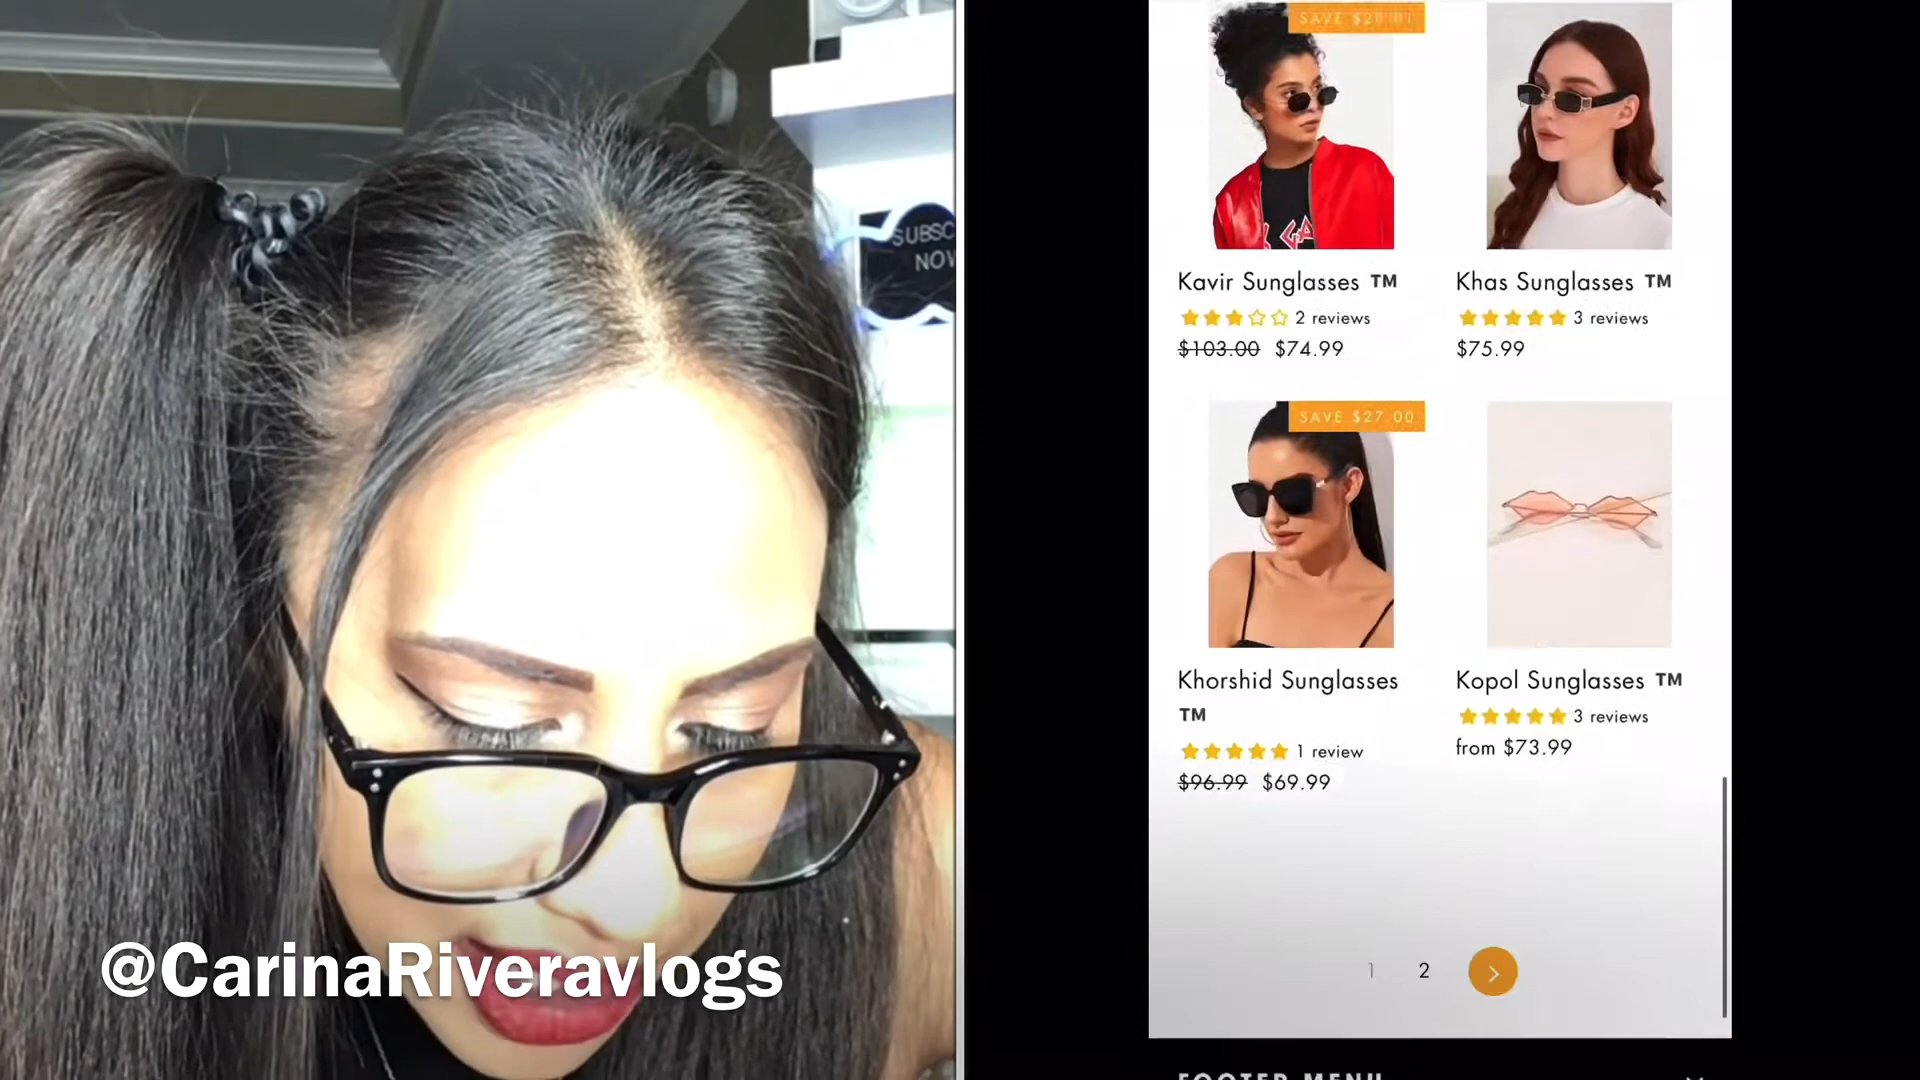 SUBSC
NOW
@CarinaRiveravlogs
Kavir Sunglasses ™
2 reviews
$103.00 $74.99
Khas Sunglasses ™
3 reviews
$75.99
SAVE $27.00
Khorshid Sunglasses
™
1 review
$96.99 $69.99
Kopol Sunglasses ™
3 reviews
from $73.99
1 2
FOOTER MENU